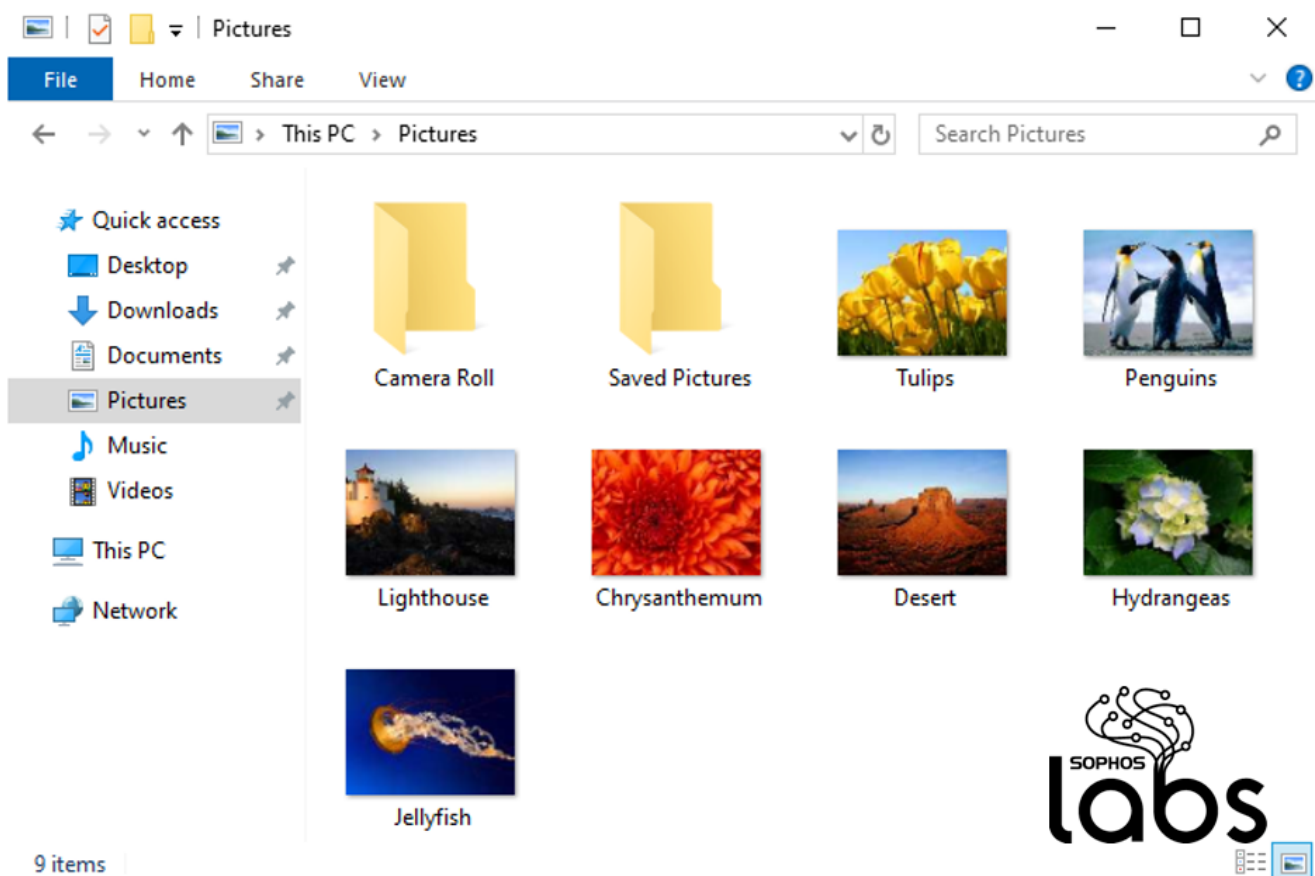 Pictures
File Home Share View
This PC Pictures
Search Pictures
Quick access
Desktop
Downloads
Documents
Pictures
Music
Videos
This PC
Network
Camera Roll Saved Pictures Tulips Penguins
Lighthouse Chrysanthemum Desert Hydrangeas
Jellyfish
SOPHOS
labs
9 items